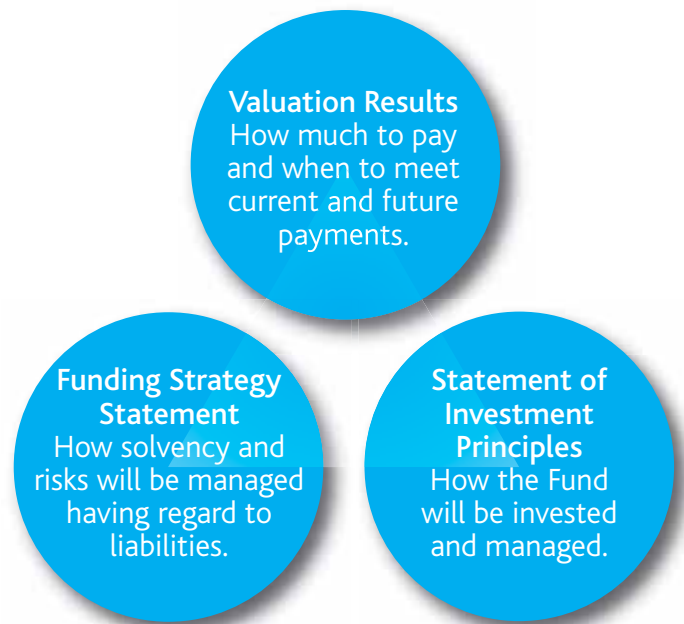 Valuation Results
How much to pay
and when to meet
current and future
payments.
Funding Strategy
Statement
How solvency and
risks will be managed
having regard to
liabilities.
Statement of
Investment
Principles
How the Fund
will be invested
and managed.